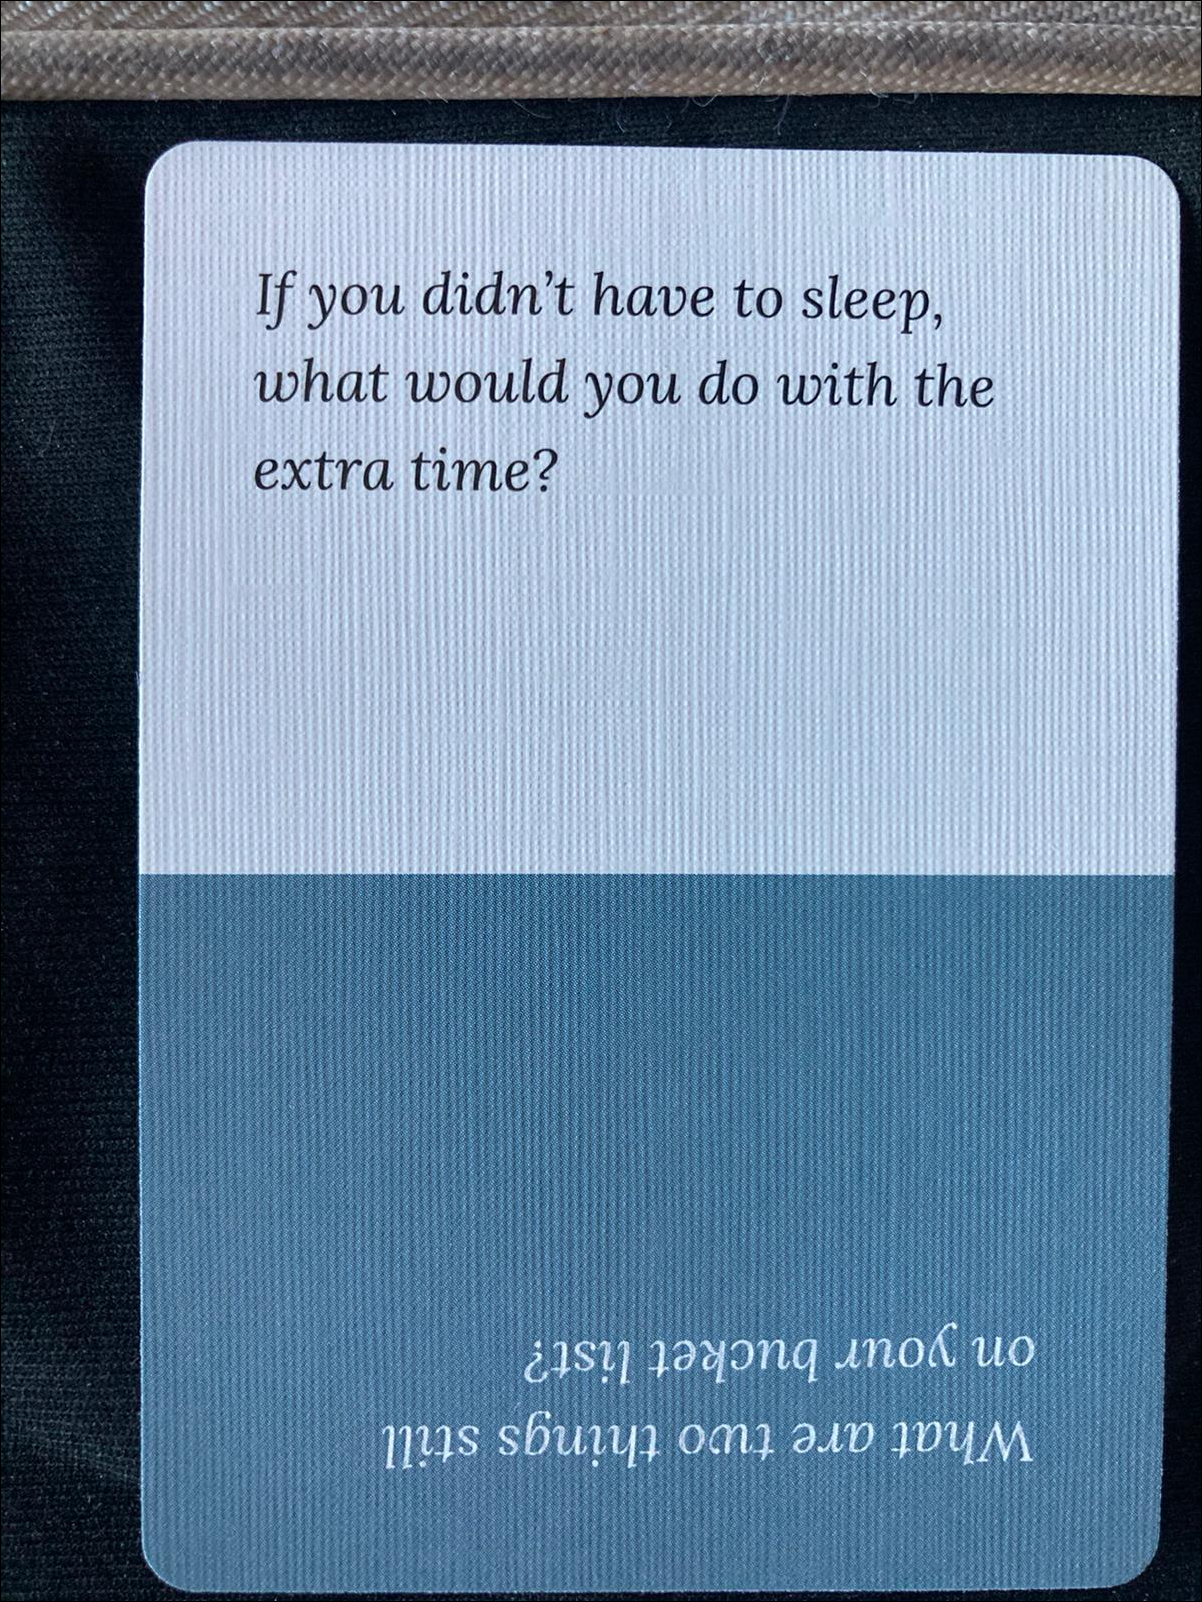 If you didn't have to sleep,
what would you do with the
extra time?
What are two things still
on your bucket list?